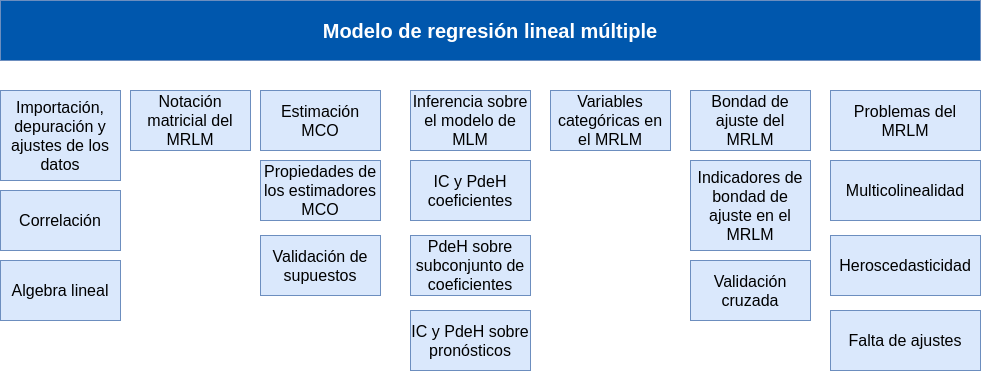 Modelo de regresión lineal múltiple
Importación,
depuración y
ajustes de los
datos
Correlación
Algebra lineal
Notación
matricial del
MRLM
Estimación
MCO
Propiedades de
los estimadores
MCO
Validación de
supuestos
Inferencia sobre
el modelo de
MLM
IC y PdeH
coeficientes
PdeH sobre
subconjunto de
coeficientes
IC y PdeH sobre
pronósticos
Variables
categóricas en
el MRLM
Bondad de
ajuste del
MRLM
Indicadores de
bondad de
ajuste en el
MRLM
Validación
cruzada
Problemas del
MRLM
Multicolinealidad
Heroscedasticidad
Falta de ajustes